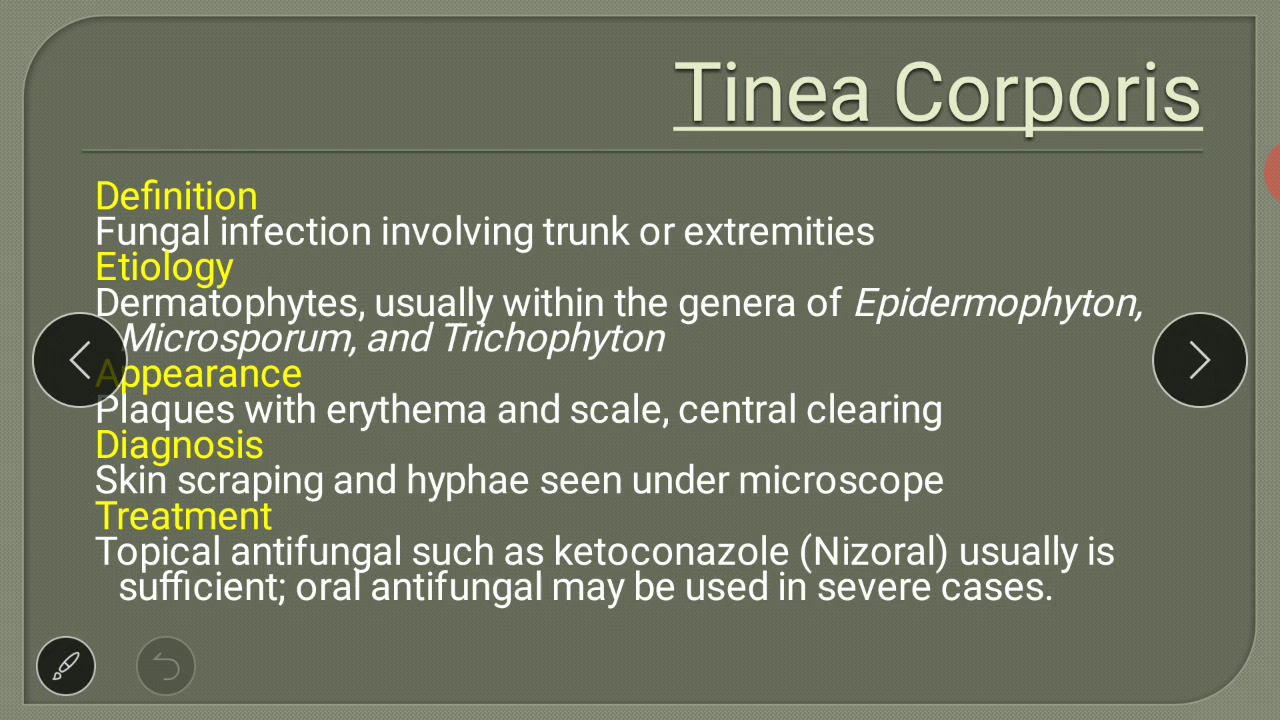 Tinea Corporis
Definition
Fungal infection involving trunk or extremities
Etiology
Dermatophytes, usually within the genera of Epidermophyton,
Microsporum, and Trichophyton
Appearance
Plaques with erythema and scale, central clearing
Diagnosis
Skin scraping and hyphae seen under microscope
Treatment
Topical antifungal such as ketoconazole (Nizoral) usually is
sufficient; oral antifungal may be used in severe cases.